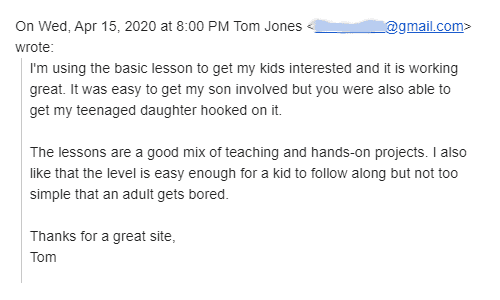 On Wed, Apr 15, 2020 at 8:00 PM Tom Jones <@gmail.com>
wrote:
I'm using the basic lesson to get my kids interested and it is working
great. It was easy to get my son involved but you were also able to
get my teenaged daughter hooked on it.
The lessons are a good mix of teaching and hands-on projects. I also
like that the level is easy enough for a kid to follow along but not too
simple that an adult gets bored.
Thanks for a great site,
Tom